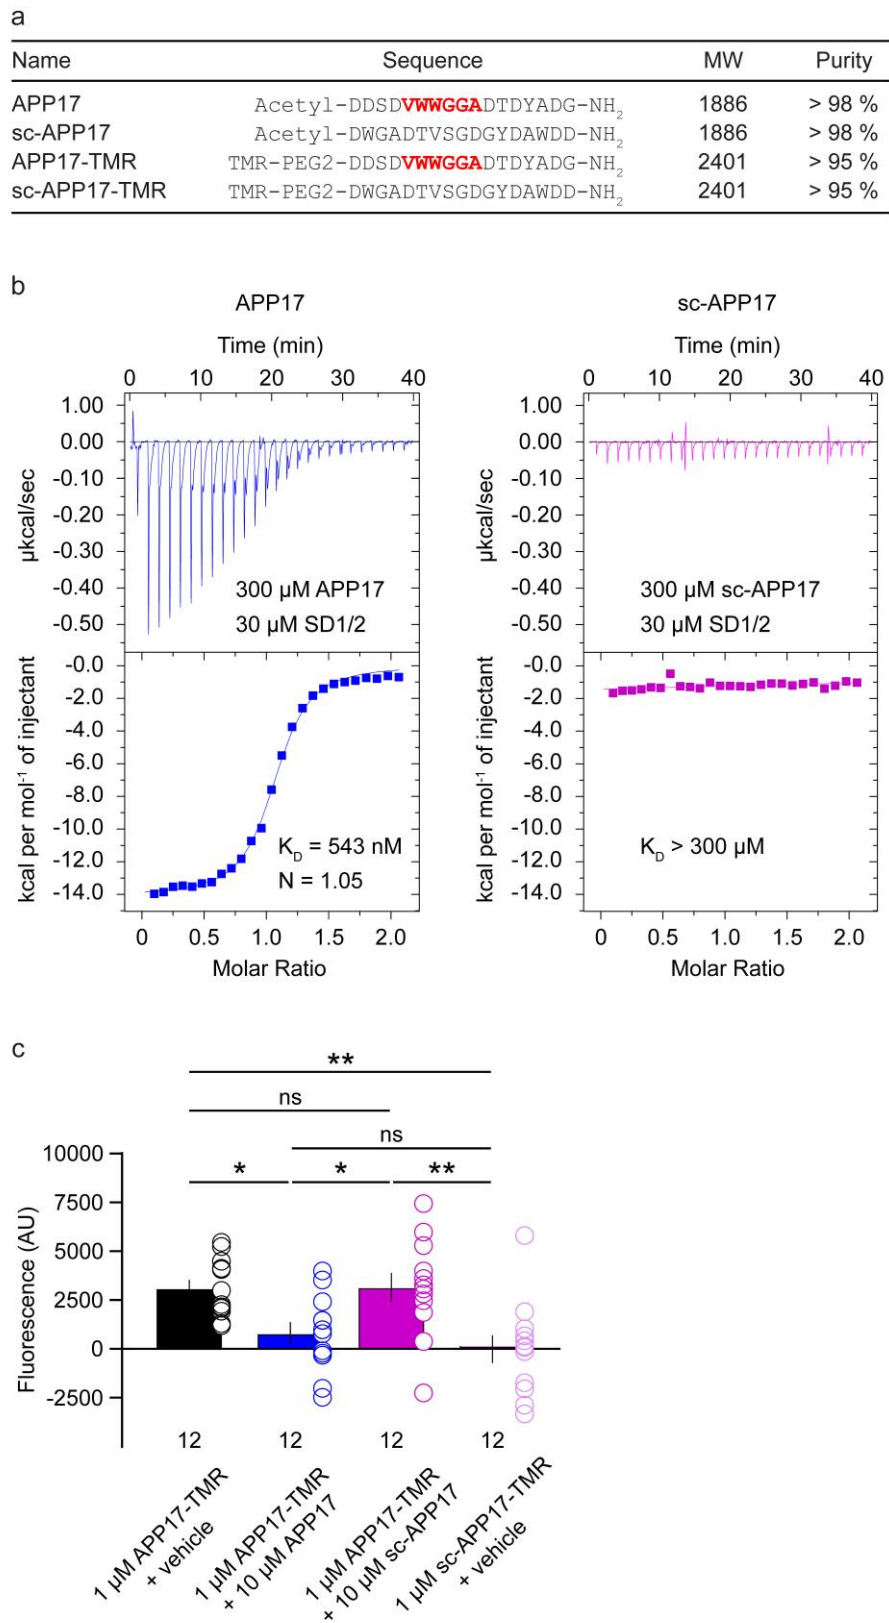 a
Name Sequence MW Purity
APP17 Acetyl-DDSDVWWGGADTDYADG-NH2 1886 > 98 %
sc-APP17 Acetyl-DWGADTVSGDGYDAWDD-NH2 1886 > 98 %
APP17-TMR TMR-PEG2-DDSDVWWGGADTDYADG-NH2 2401 > 95 %
sc-APP17-TMR TMR-PEG2-DWGADTVSGDGYDAWDD-NH2 2401 > 95 %
b
APP17
Time (min)
0 10 20 30 40
1.00
0.00
-0.10
-0.20
-0.30
-0.40
-0.50
µkcal/sec
300 µM APP17
30 µM SD1/2
-0.0
-2.0
-4.0
-6.0
-8.0
-10.0
-12.0
-14.0
kcal per mol-1 of injectant
KD = 543 nM
N = 1.05
0 0.5 1.0 1.5 2.0
Molar Ratio
sc-APP17
Time (min)
0 10 20 30 40
1.00
0.00
-0.10
-0.20
-0.30
-0.40
-0.50
µkcal/sec
300 µM sc-APP17
30 µM SD1/2
-0.0
-2.0
-4.0
-6.0
-8.0
-10.0
-12.0
-14.0
kcal per mol-1 of injectant
KD > 300 µM
0 0.5 1.0 1.5 2.0
Molar Ratio
c
**
ns
ns
* * **
10000
7500
5000
2500
0
-2500
Fluorescence (AU)
12 12 12 12
1 µM APP17-TMR
+ vehicle
1 µM APP17-TMR
+ 10 µM APP17
1 µM APP17-TMR
+ 10 µM sc-APP17
1 µM sc-APP17-TMR
+ vehicle